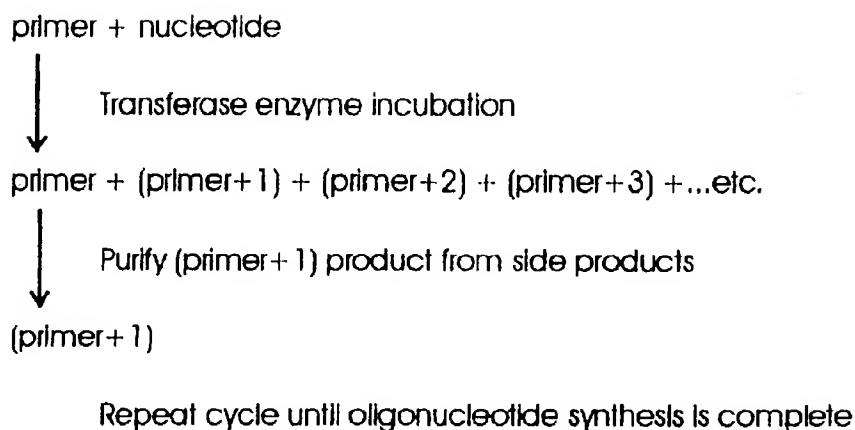 primer + nucleotide
Transferase enzyme incubation
primer + (primer+1) + (primer+2) + (primer+3) +...etc.
Purify (primer+1) product from side products
(primer+1)
Repeat cycle until oligonucleotide synthesis is complete